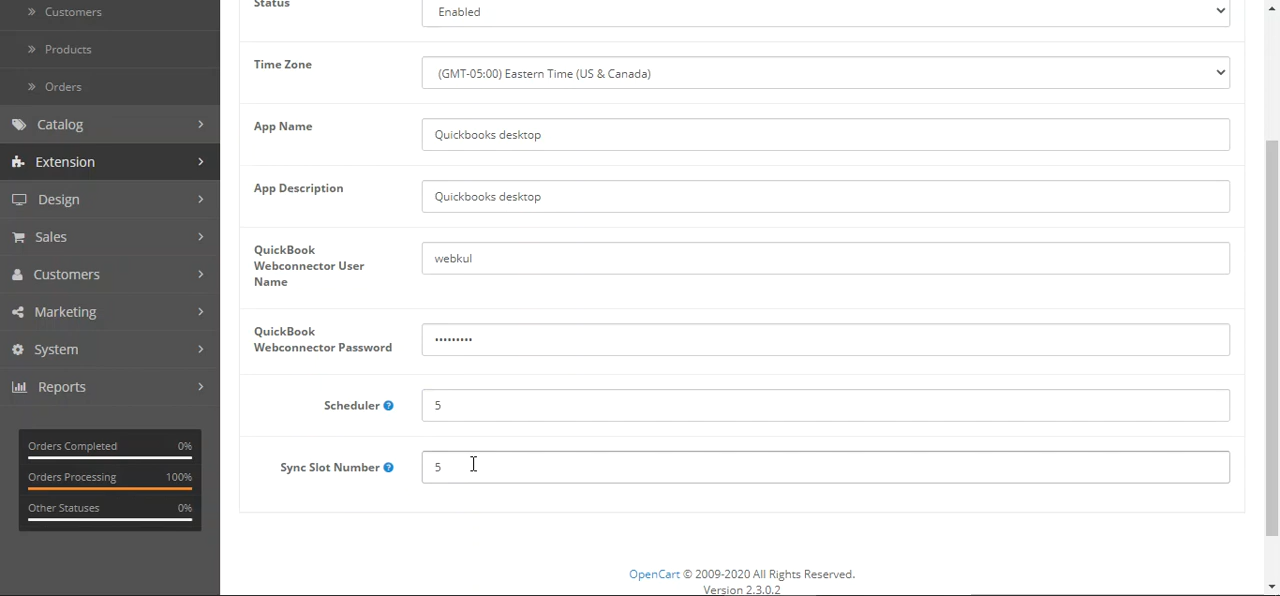 Customers
Products
Orders
Catalog
Extension
Design
Sales
Customers
Marketing
System
Reports
Orders Completed 0%
Orders Processing 100%
Other Statuses 0%
Status
Enabled
Time Zone
(GMT-05:00) Eastern Time (US & Canada)
App Name
Quickbooks desktop
App Description
Quickbooks desktop
QuickBook
Webconnector User
Name
webkul
QuickBook
Webconnector Password
•••••••••
Scheduler ?
5
Sync Slot Number ?
5
OpenCart © 2009-2020 All Rights Reserved.
Version 2.3.0.2